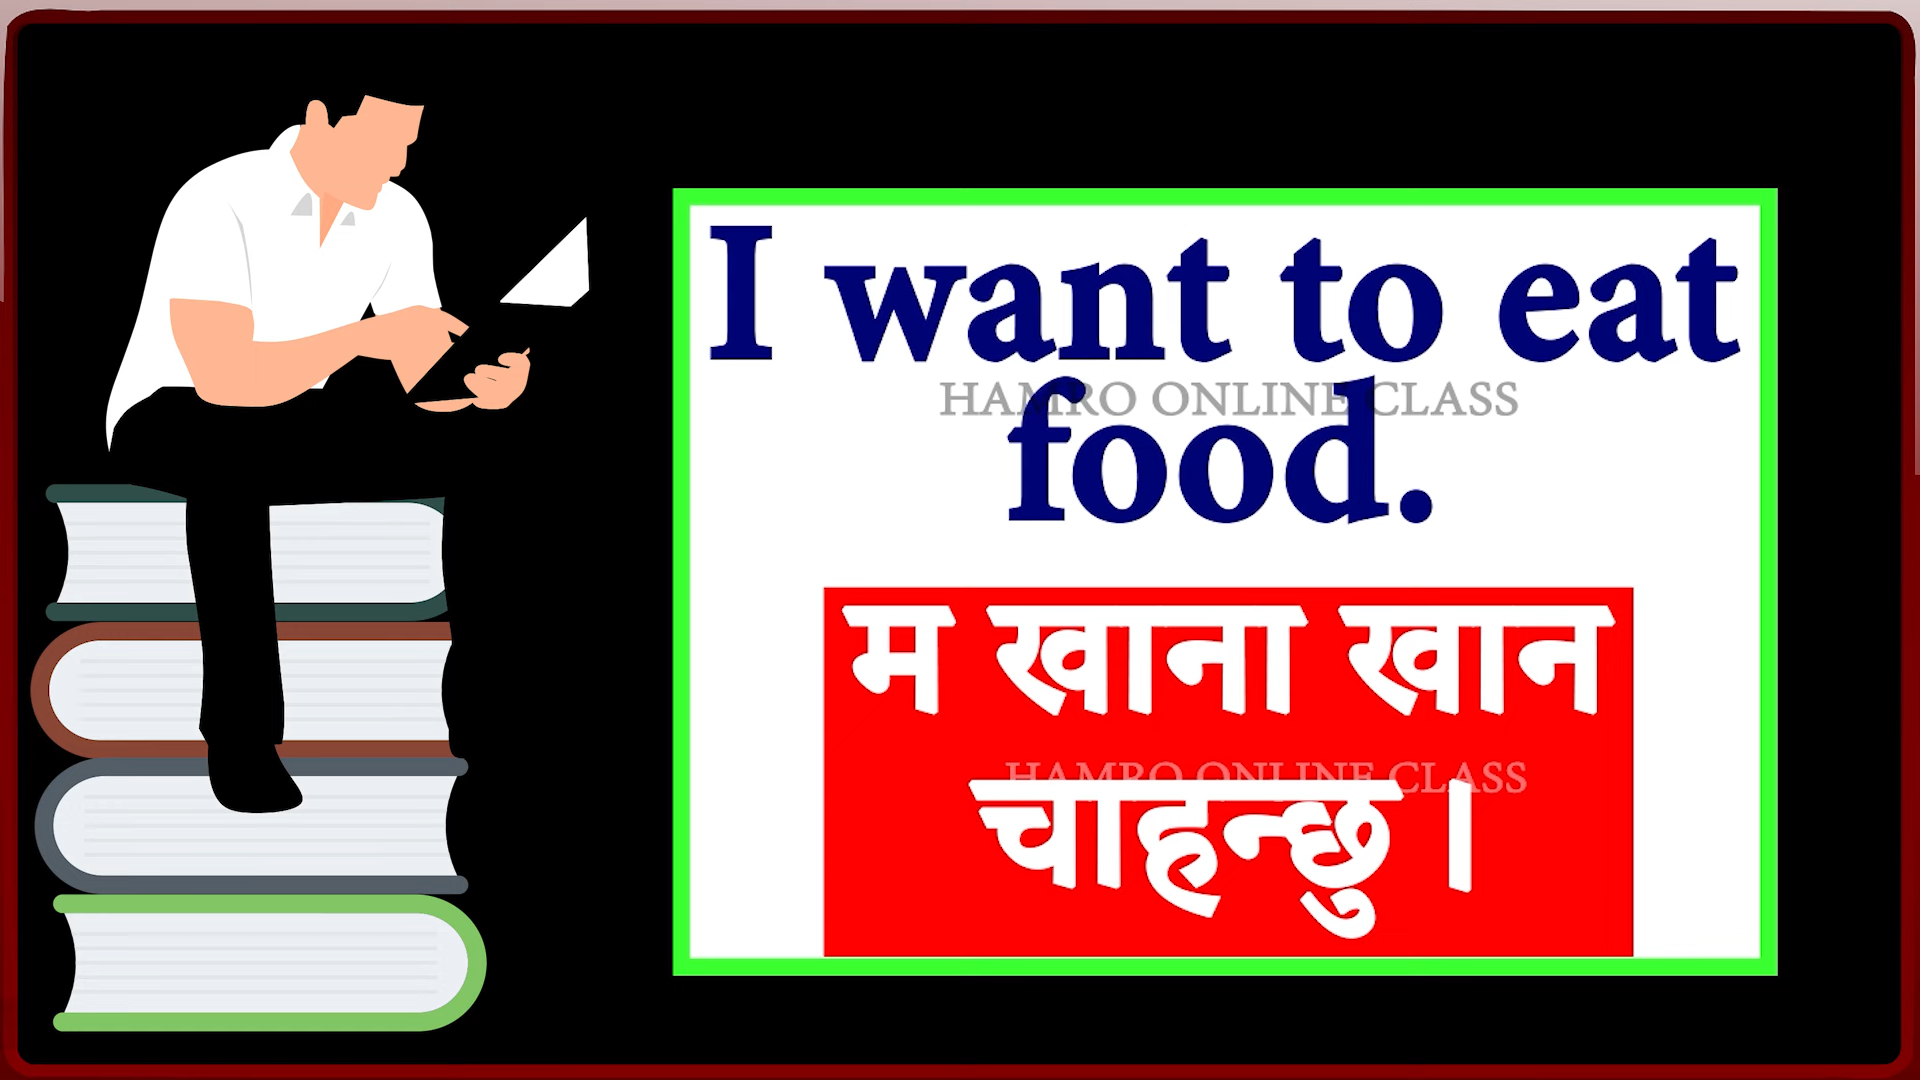 I want to eat
HAMRO ONLINE CLASS
food.
म खाना खान
HAMRO ONLINE CLASS
चाहन्छु ।